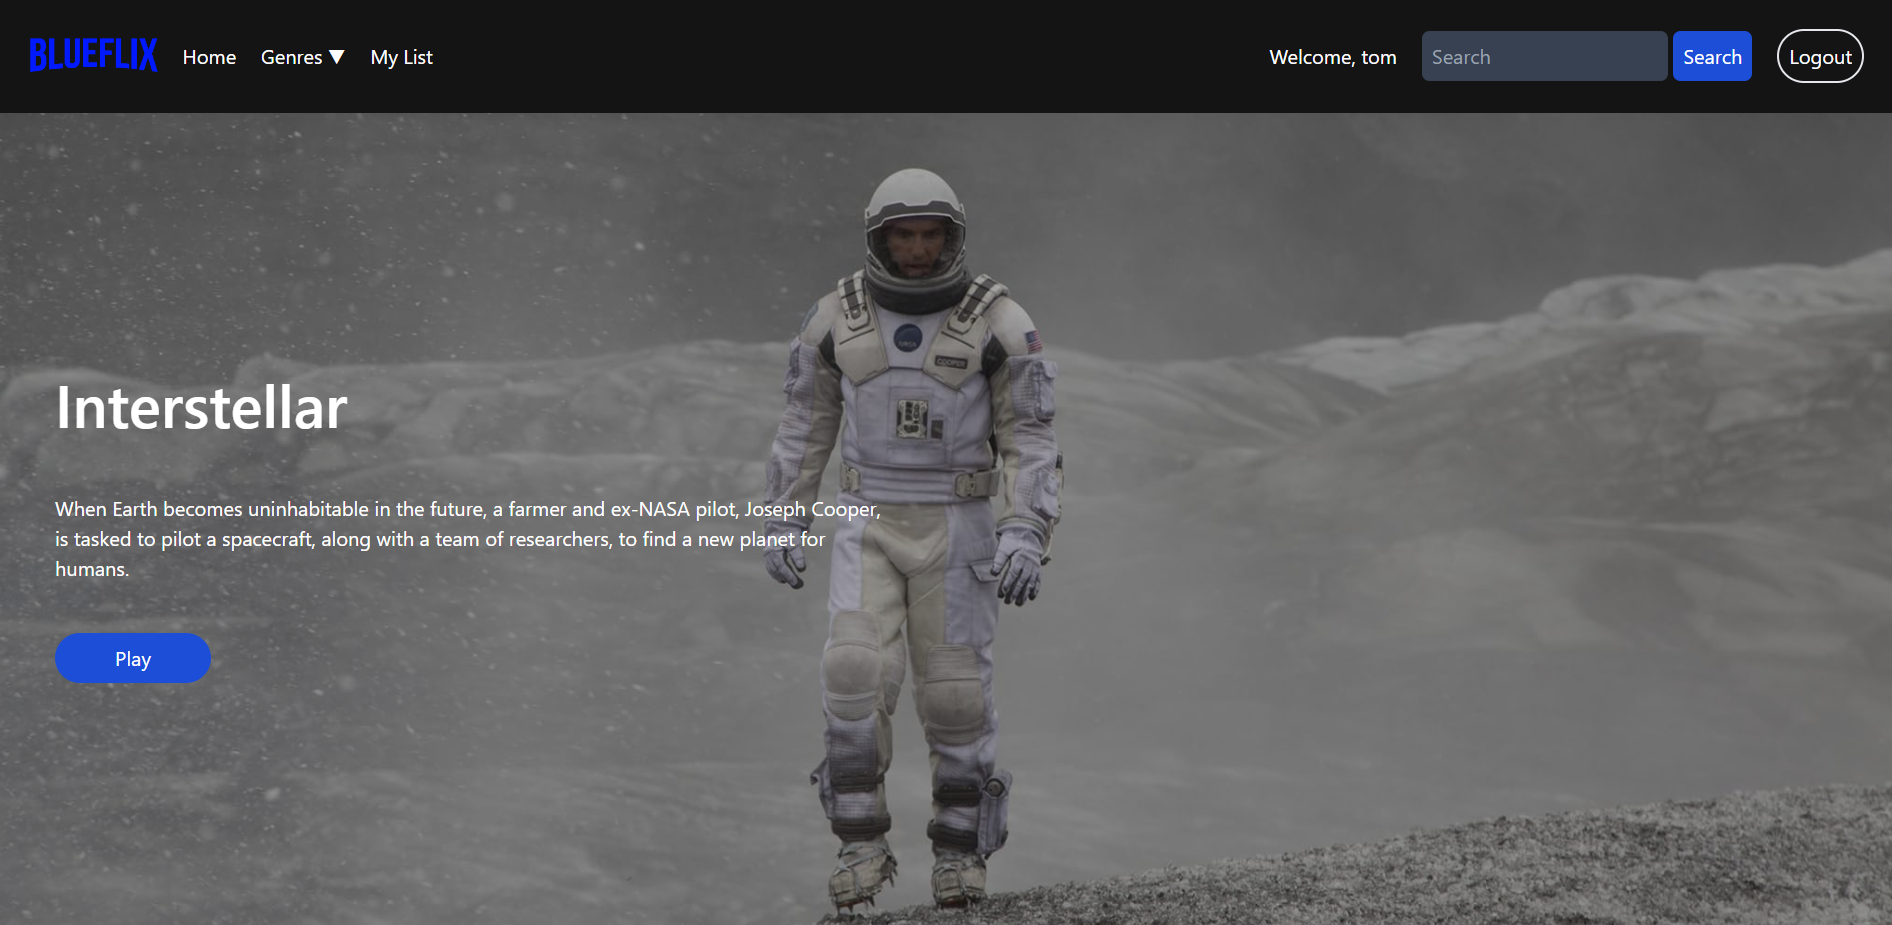 BLUEFLIX Home Genres ▼ My List Welcome, tom Search Search Logout
NASA
COOPER
Interstellar
When Earth becomes uninhabitable in the future, a farmer and ex-NASA pilot, Joseph Cooper,
is tasked to pilot a spacecraft, along with a team of researchers, to find a new planet for
humans.
Play